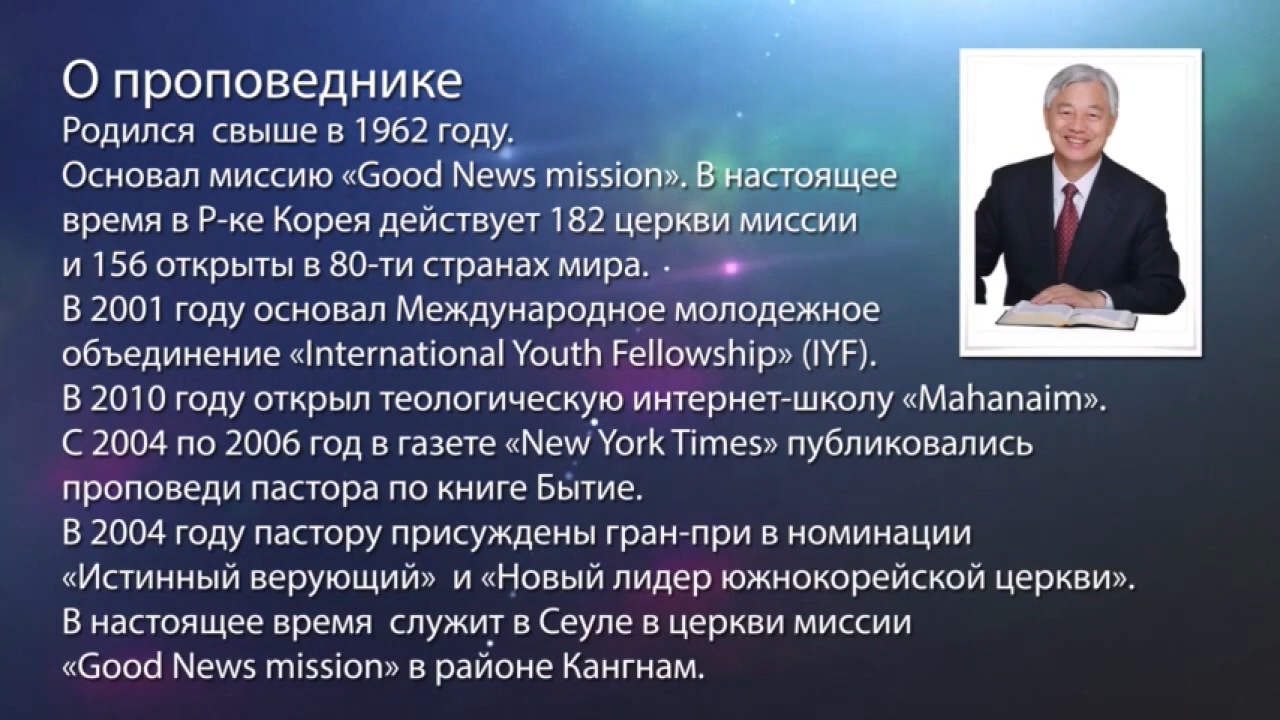 О проповеднике
Родился свыше в 1962 году.
Основал миссию «Good News mission». В настоящее
время в Р-ке Корея действует 182 церкви миссии
и 156 открыты в 80-ти странах мира.
В 2001 году основал Международное молодежное
объединение «International Youth Fellowship» (IYF).
В 2010 году открыл теологическую интернет-школу «Mahanaim».
С 2004 по 2006 год в газете «New York Times» публиковались
проповеди пастора по книге Бытие.
В 2004 году пастору присуждены гран-при в номинации
«Истинный верующий» и «Новый лидер южнокорейской церкви».
В настоящее время служит в Сеуле в церкви миссии
«Good News mission» в районе Кангнам.